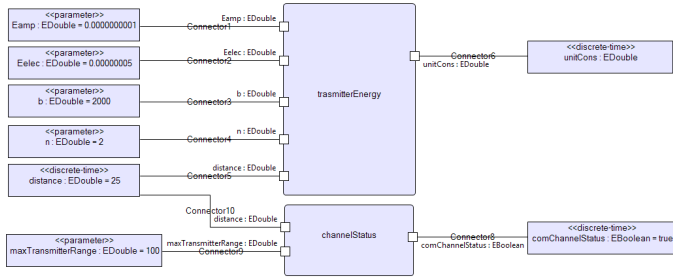 <<parameter>>
Eamp : EDouble = 0.0000000001
Connector1
Eamp : EDouble
<<parameter>>
Eelec : EDouble = 0.00000005
Connector2
Eelec : EDouble
<<parameter>>
b : EDouble = 2000
Connector3
b : EDouble
<<parameter>>
n : EDouble = 2
Connector4
n : EDouble
<<discrete-time>>
distance : EDouble = 25
Connector5
distance : EDouble
trasmitterEnergy
Connector6
unitCons : EDouble
<<discrete-time>>
unitCons : EDouble
Connector10
distance : EDouble
<<parameter>>
maxTransmitterRange : EDouble = 100
maxTransmitterRange : EDouble
Connector9
channelStatus
Connector8
comChannelStatus : EBoolean
<<discrete-time>>
comChannelStatus : EBoolean = true